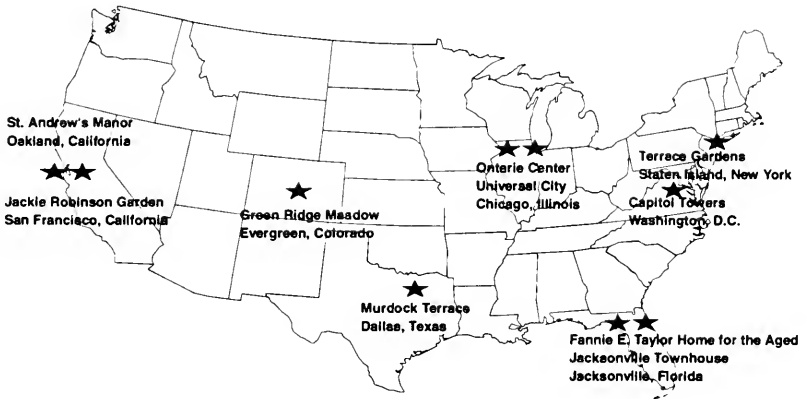 St. Andrew's Manor
Oakland, California
Jackie Robinson Garden
San Francisco, California
Green Ridge Meadow
Evergreen, Colorado
Murdock Terrace
Dallas, Texas
Onterie Center
Universal City
Chicago, Illinois
Terrace Gardens
Staten Island, New York
Capitol Towers
Washington, D.C.
Fannie E. Taylor Home for the Aged
Jacksonville Townhouse
Jacksonville, Florida